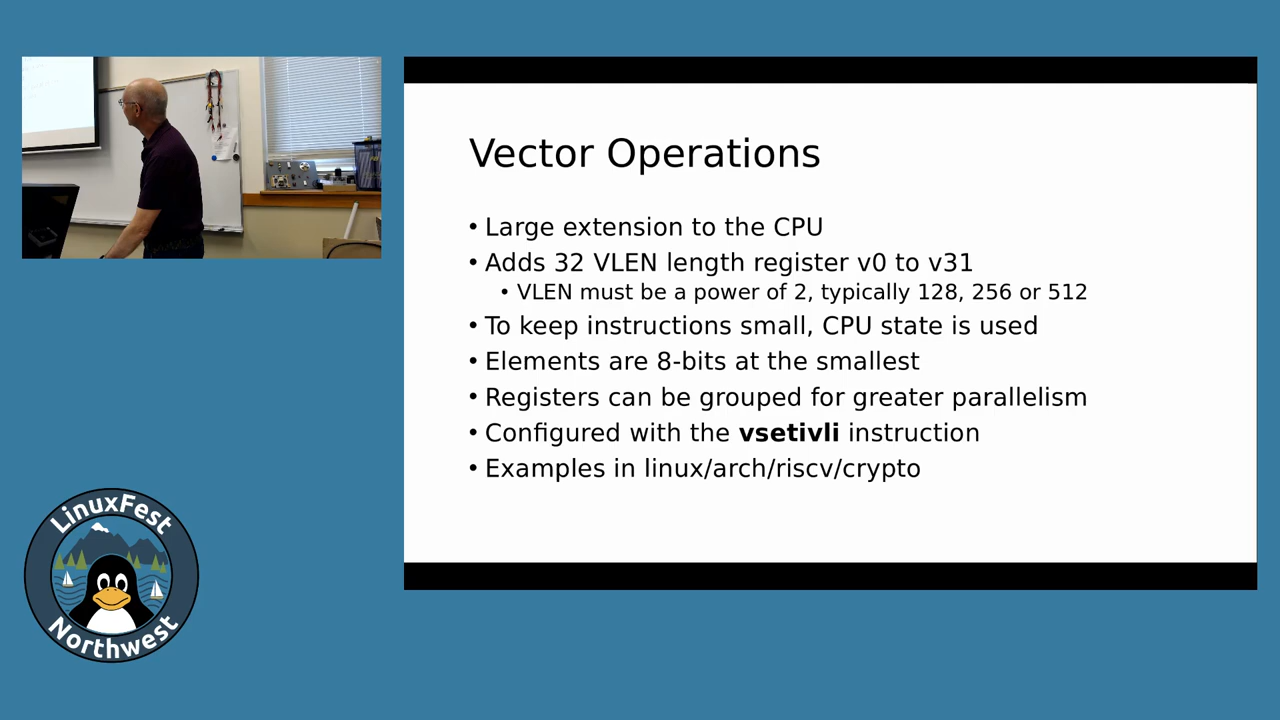 Vector Operations
• Large extension to the CPU
• Adds 32 VLEN length register v0 to v31
• VLEN must be a power of 2, typically 128, 256 or 512
• To keep instructions small, CPU state is used
• Elements are 8-bits at the smallest
• Registers can be grouped for greater parallelism
• Configured with the vsetivli instruction
• Examples in linux/arch/riscv/crypto
LinuxFest
Northwest